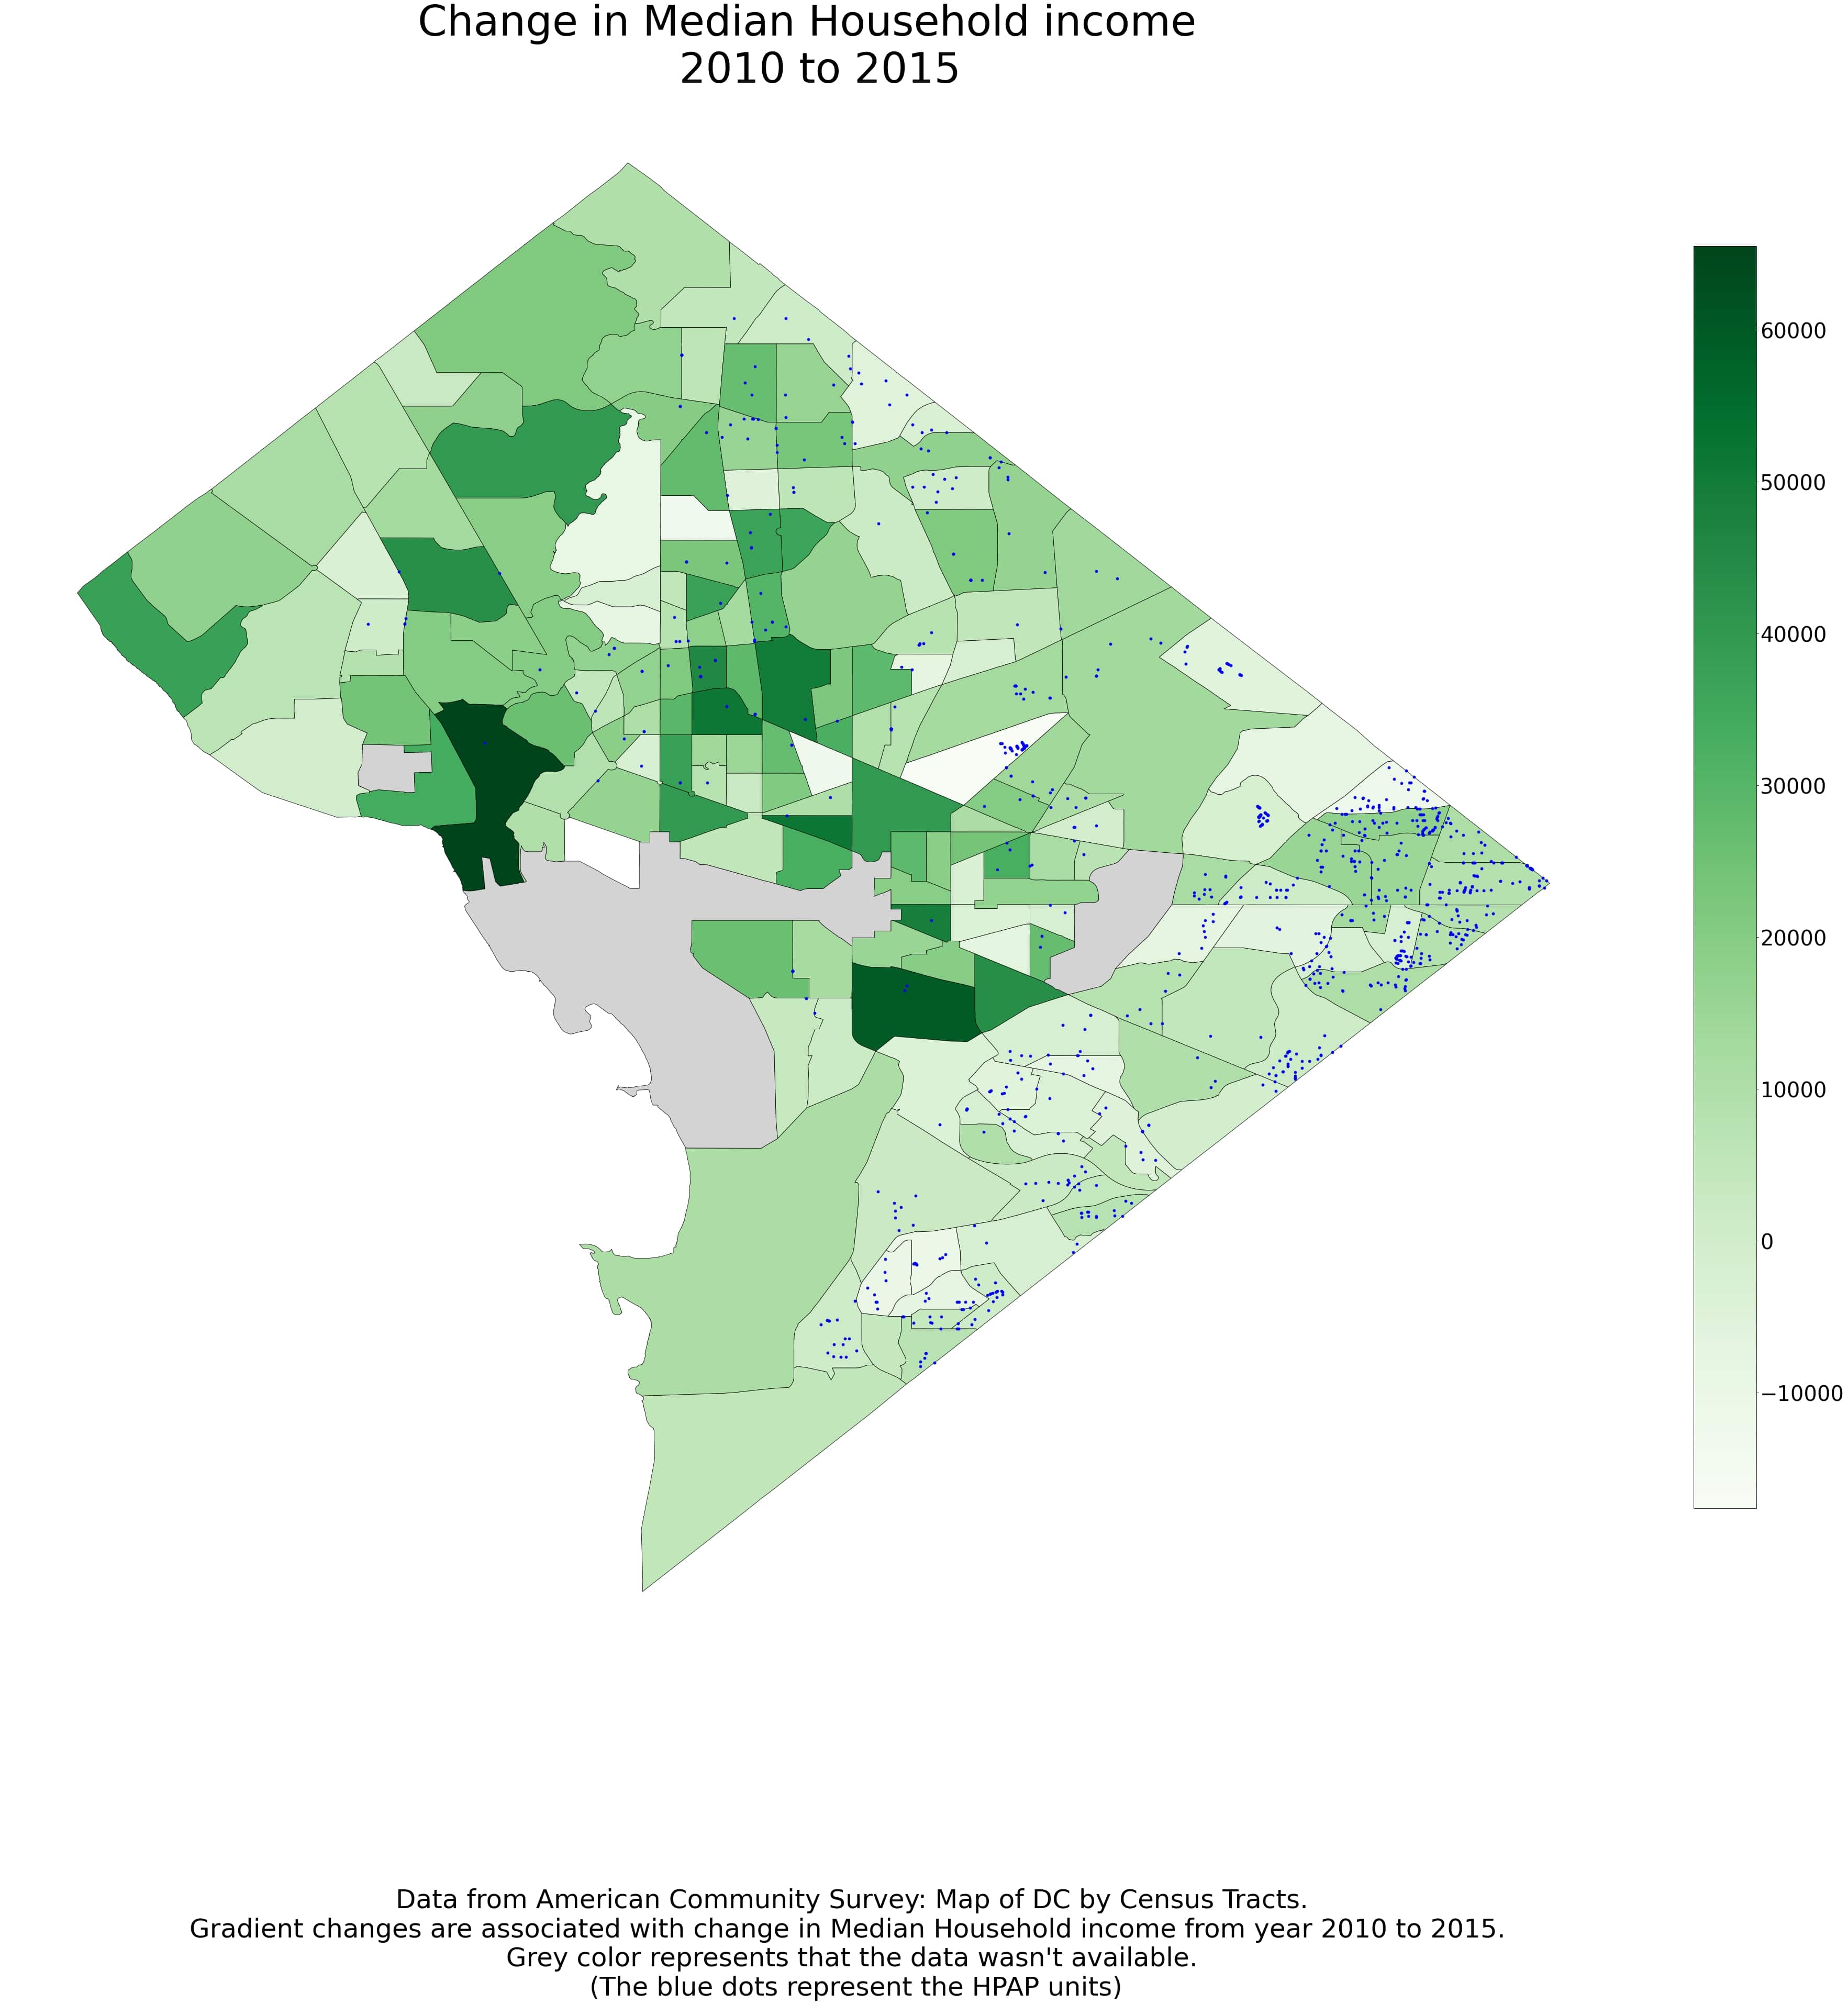 Change in Median Household income
2010 to 2015
60000
50000
40000
30000
20000
10000
0
−10000
Data from American Community Survey: Map of DC by Census Tracts.
Gradient changes are associated with change in Median Household income from year 2010 to 2015.
Grey color represents that the data wasn't available.
(The blue dots represent the HPAP units)